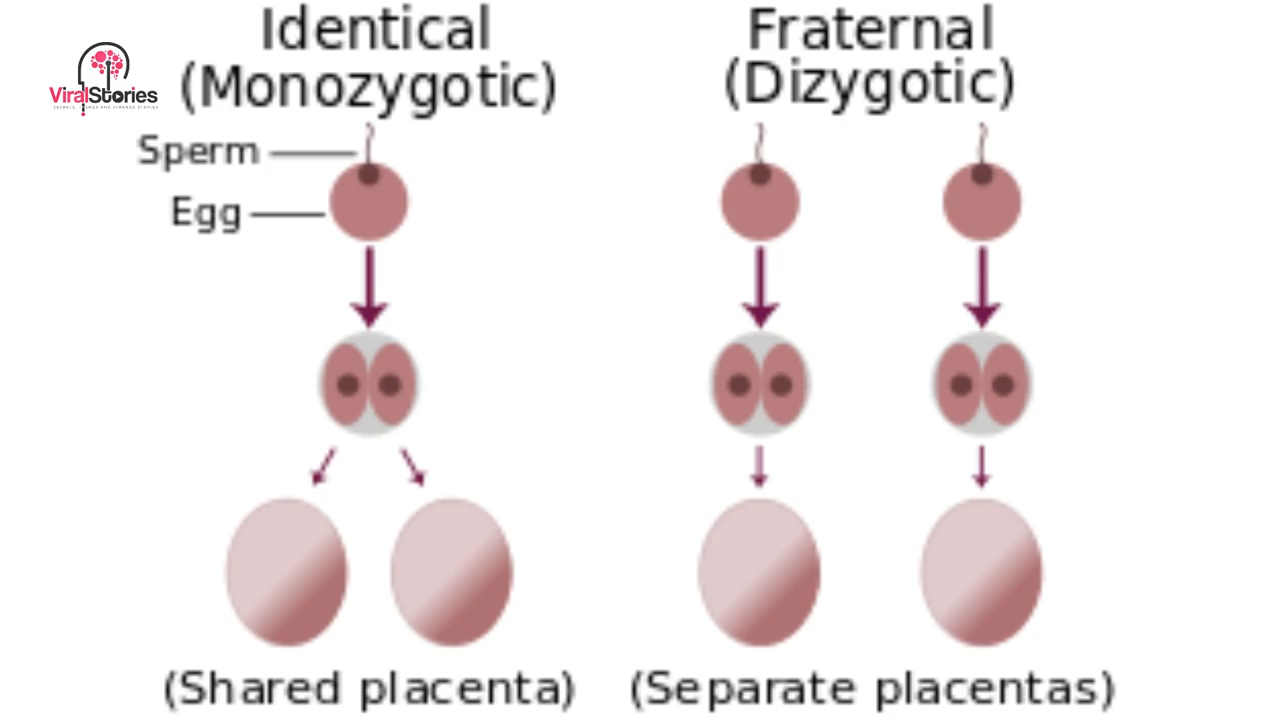 Identical
(Monozygotic)
Fraternal
(Dizygotic)
ViralStories
Sperm
Egg
(Shared placenta)
(Separate placentas)